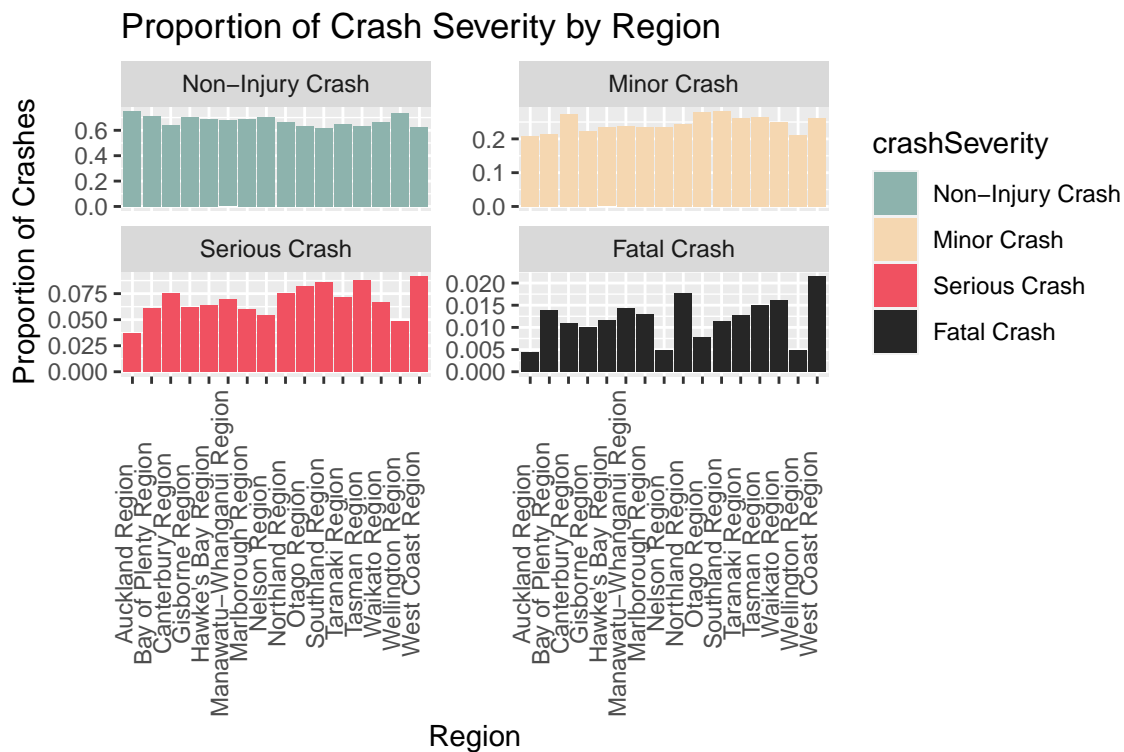 Proportion of Crash Severity by Region
Proportion of Crashes
Non−Injury Crash
0.6
0.4
0.2
0.0
Minor Crash
0.2
0.1
0.0
Serious Crash
0.075
0.050
0.025
0.000
Fatal Crash
0.020
0.015
0.010
0.005
0.000
Auckland Region
Bay of Plenty Region
Canterbury Region
Gisborne Region
Hawke's Bay Region
Manawatu−Whanganui Region
Marlborough Region
Nelson Region
Northland Region
Otago Region
Southland Region
Taranaki Region
Tasman Region
Waikato Region
Wellington Region
West Coast Region
Auckland Region
Bay of Plenty Region
Canterbury Region
Gisborne Region
Hawke's Bay Region
Manawatu−Whanganui Region
Marlborough Region
Nelson Region
Northland Region
Otago Region
Southland Region
Taranaki Region
Tasman Region
Waikato Region
Wellington Region
West Coast Region
Region
crashSeverity
Non−Injury Crash
Minor Crash
Serious Crash
Fatal Crash